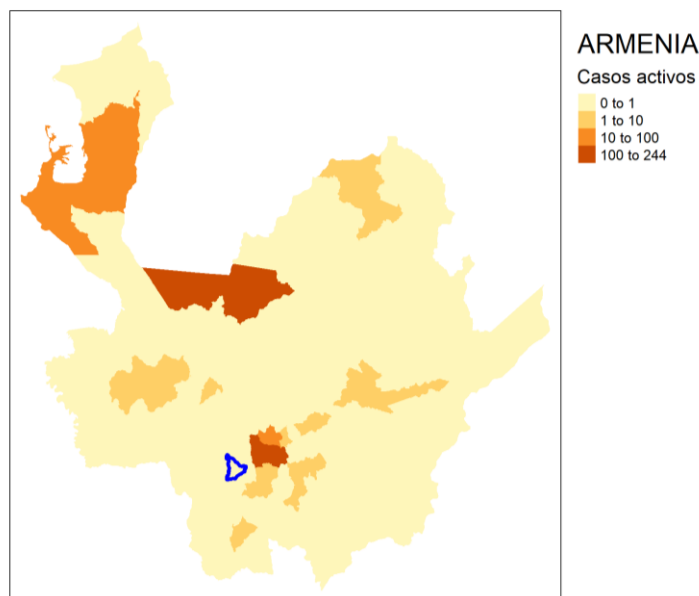 ARMENIA
Casos activos
0 to 1
1 to 10
10 to 100
100 to 244